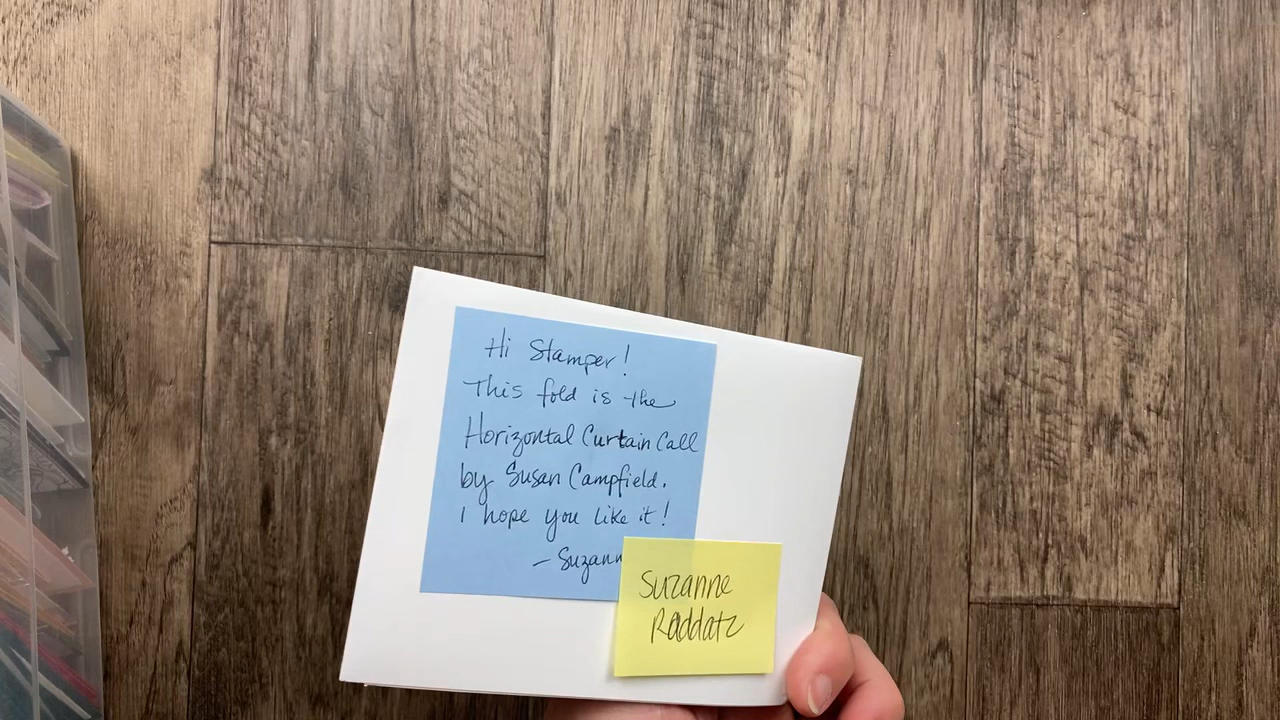 Hi Stamper!
This fold is the
Horizontal Curtain Call
by Susan Campfield.
I hope you like it!
– Suzann
Suzanne
Raddatz